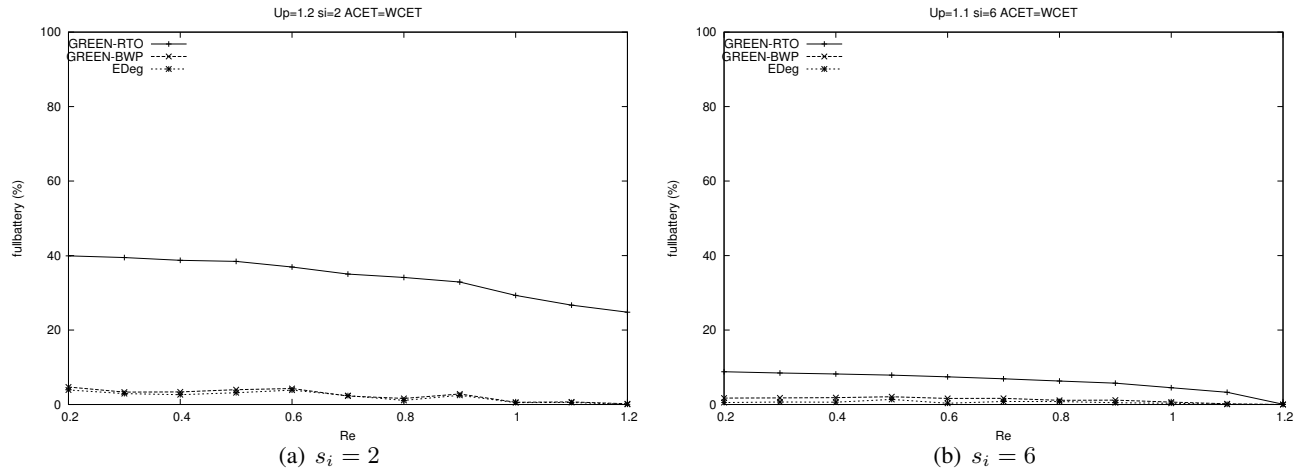 Up=1.2 si=2 ACET=WCET
100
80
60
40
20
0
fullbattery (%)
GREEN-RTO
GREEN-BWP
EDeg
0.2 0.4 0.6 0.8 1 1.2
Re
(a) s_i = 2
Up=1.1 si=6 ACET=WCET
100
80
60
40
20
0
fullbattery (%)
GREEN-RTO
GREEN-BWP
EDeg
0.2 0.4 0.6 0.8 1 1.2
Re
(b) s_i = 6